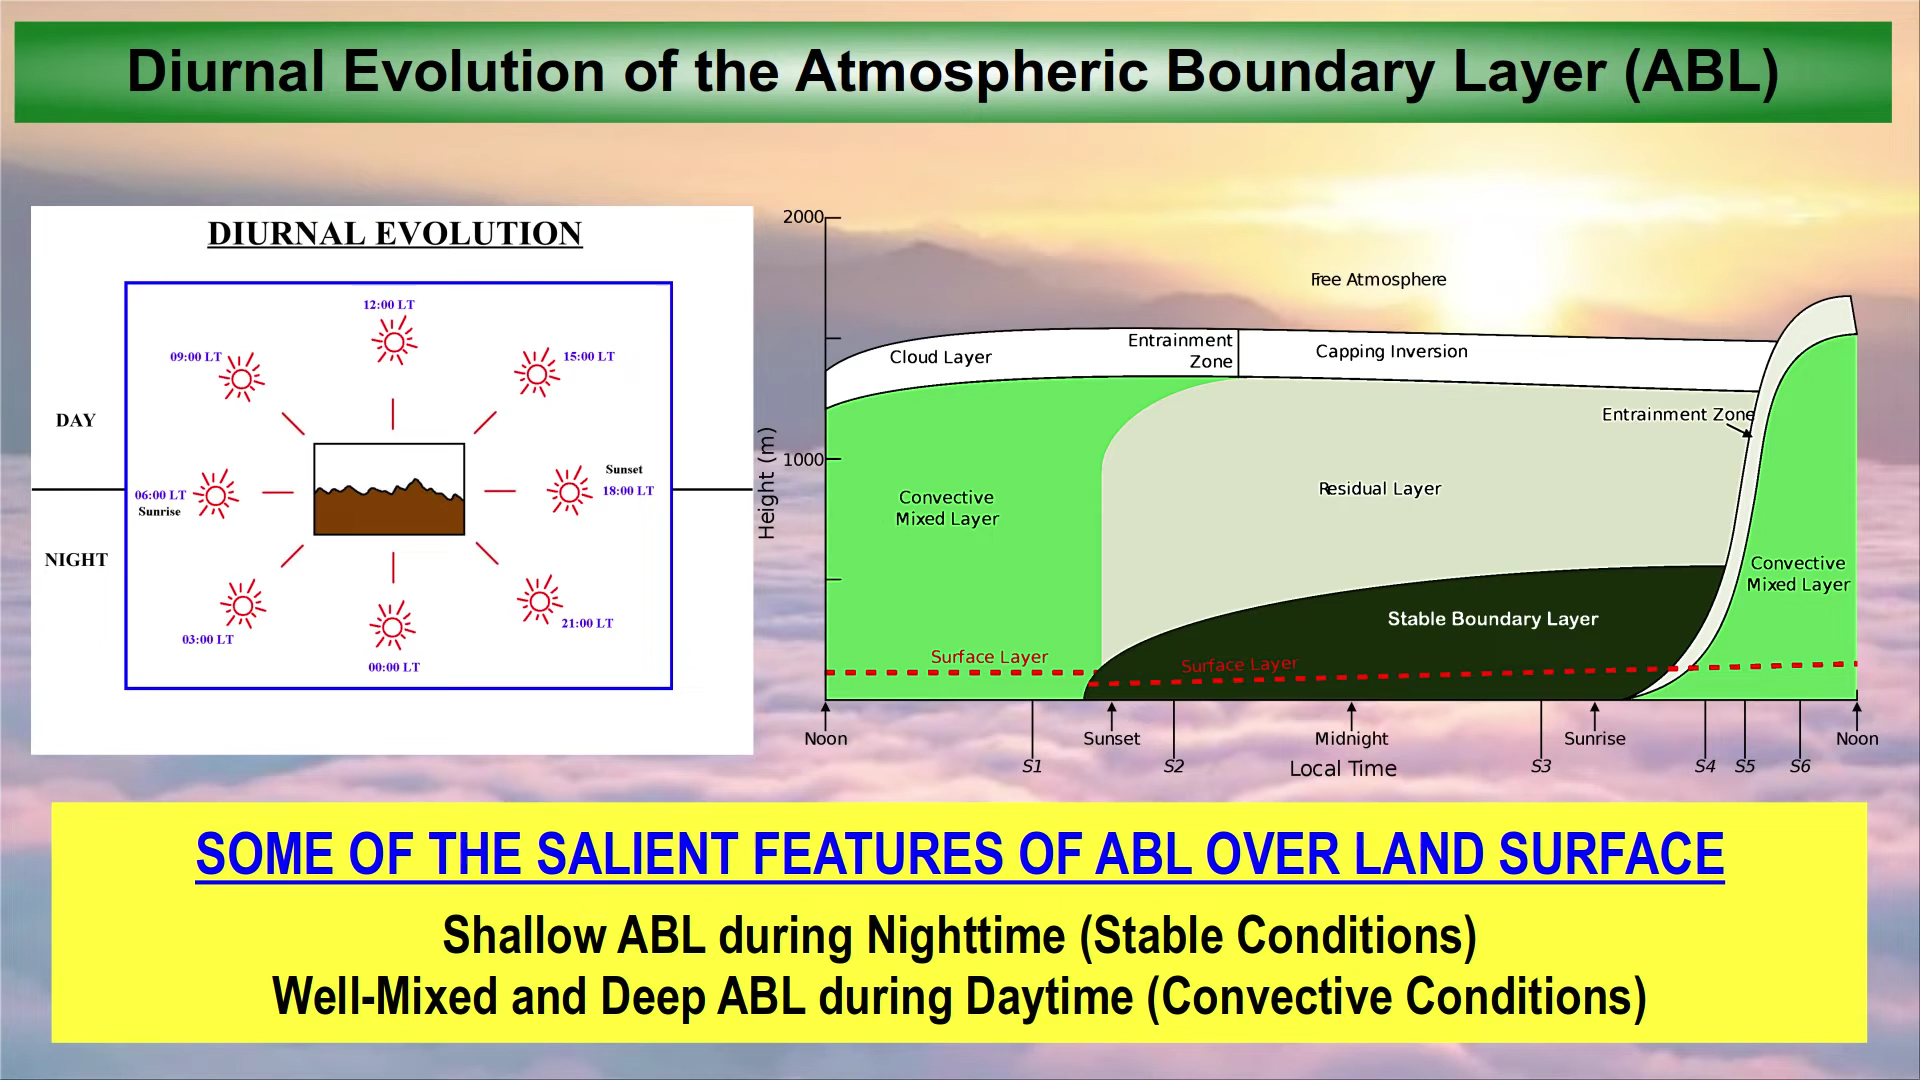 Diurnal Evolution of the Atmospheric Boundary Layer (ABL)
DIURNAL EVOLUTION
12:00 LT
09:00 LT
15:00 LT
DAY
06:00 LT
Sunrise
Sunset
18:00 LT
NIGHT
03:00 LT
21:00 LT
00:00 LT
2000
1000
Height (m)
Free Atmosphere
Cloud Layer
Entrainment
Zone
Capping Inversion
Entrainment Zone
Convective
Mixed Layer
Residual Layer
Convective
Mixed Layer
Stable Boundary Layer
Surface Layer
Surface Layer
Noon
Sunset
Midnight
Sunrise
Noon
S1
S2
Local Time
S3
S4
S5
S6
SOME OF THE SALIENT FEATURES OF ABL OVER LAND SURFACE
Shallow ABL during Nighttime (Stable Conditions)
Well-Mixed and Deep ABL during Daytime (Convective Conditions)